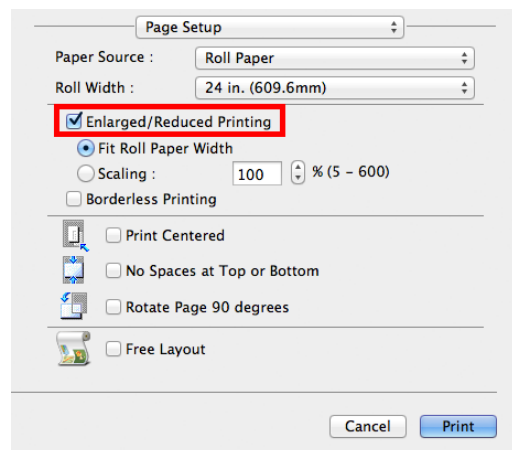 Page Setup
Paper Source : Roll Paper
Roll Width : 24 in. (609.6mm)
Enlarged/Reduced Printing
Fit Roll Paper Width
Scaling : 100 % (5 – 600)
Borderless Printing
Print Centered
No Spaces at Top or Bottom
Rotate Page 90 degrees
Free Layout
Cancel Print